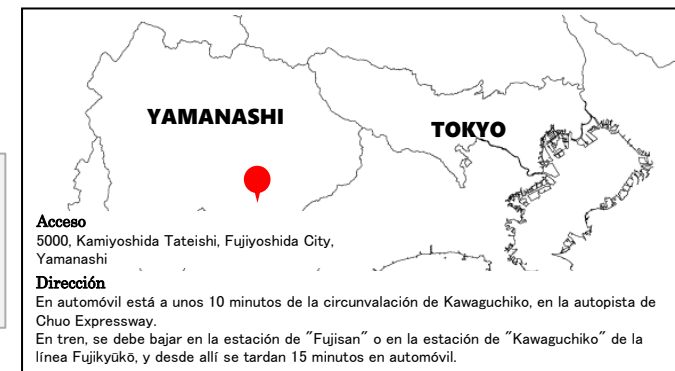 YAMANASHI
TOKYO
Acceso
5000, Kamiyoshida Tateishi, Fujiyoshida City,
Yamanashi
Dirección
En automóvil está a unos 10 minutos de la circunvalación de Kawaguchiko, en la autopista de
Chuo Expressway.
En tren, se debe bajar en la estación de "Fujisan" o en la estación de "Kawaguchiko" de la
línea Fujikyūkō, y desde allí se tardan 15 minutos en automóvil.